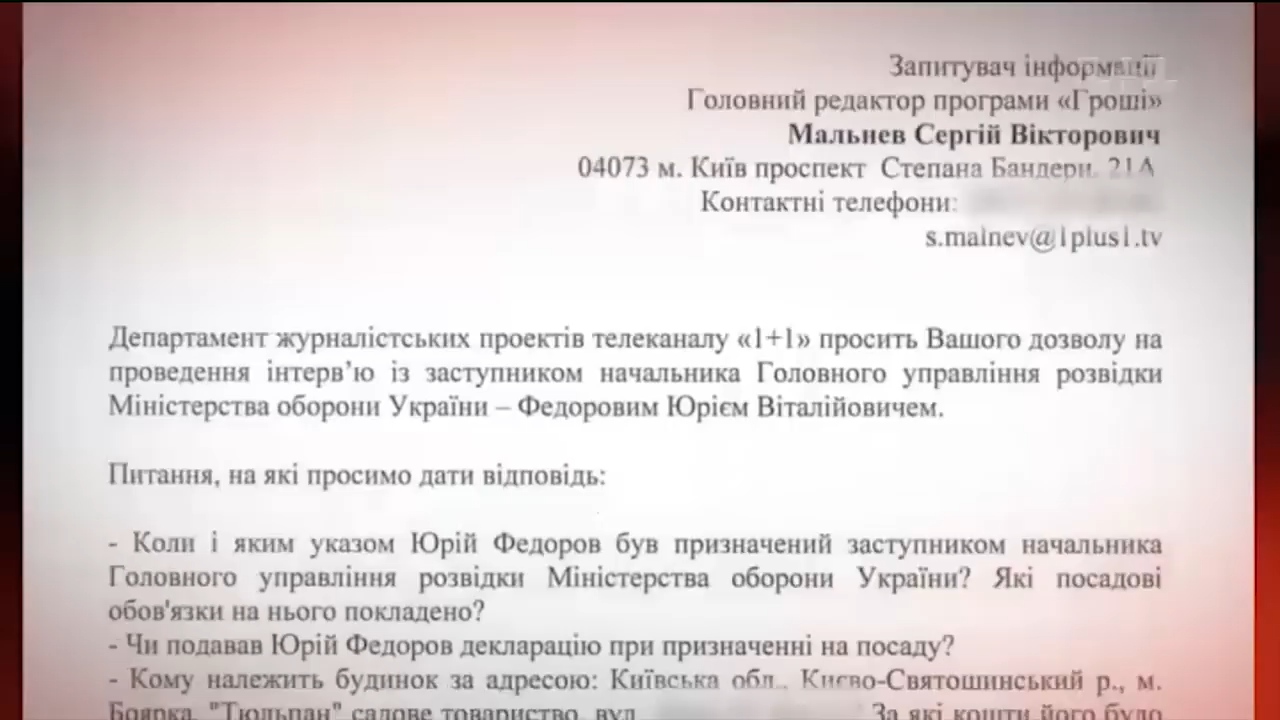 Запитувач інформації
Головний редактор програми «Гроші»
Мальнев Сергій Вікторович
04073 м. Київ проспект Степана Бандери, 21А
Контактні телефони:
s.malnev@1plus1.tv
Департамент журналістських проектів телеканалу «1+1» просить Вашого дозволу на
проведення інтерв’ю із заступником начальника Головного управління розвідки
Міністерства оборони України – Федоровим Юрієм Віталійовичем.
Питання, на які просимо дати відповідь:
- Коли і яким указом Юрій Федоров був призначений заступником начальника
Головного управління розвідки Міністерства оборони України? Які посадові
обов'язки на нього покладено?
- Чи подавав Юрій Федоров декларацію при призначенні на посаду?
- Кому належить будинок за адресою: Київська обл., Києво-Святошинський р., м.
Боярка, "Тюльпан" садове товариство, вул За які кошти його було